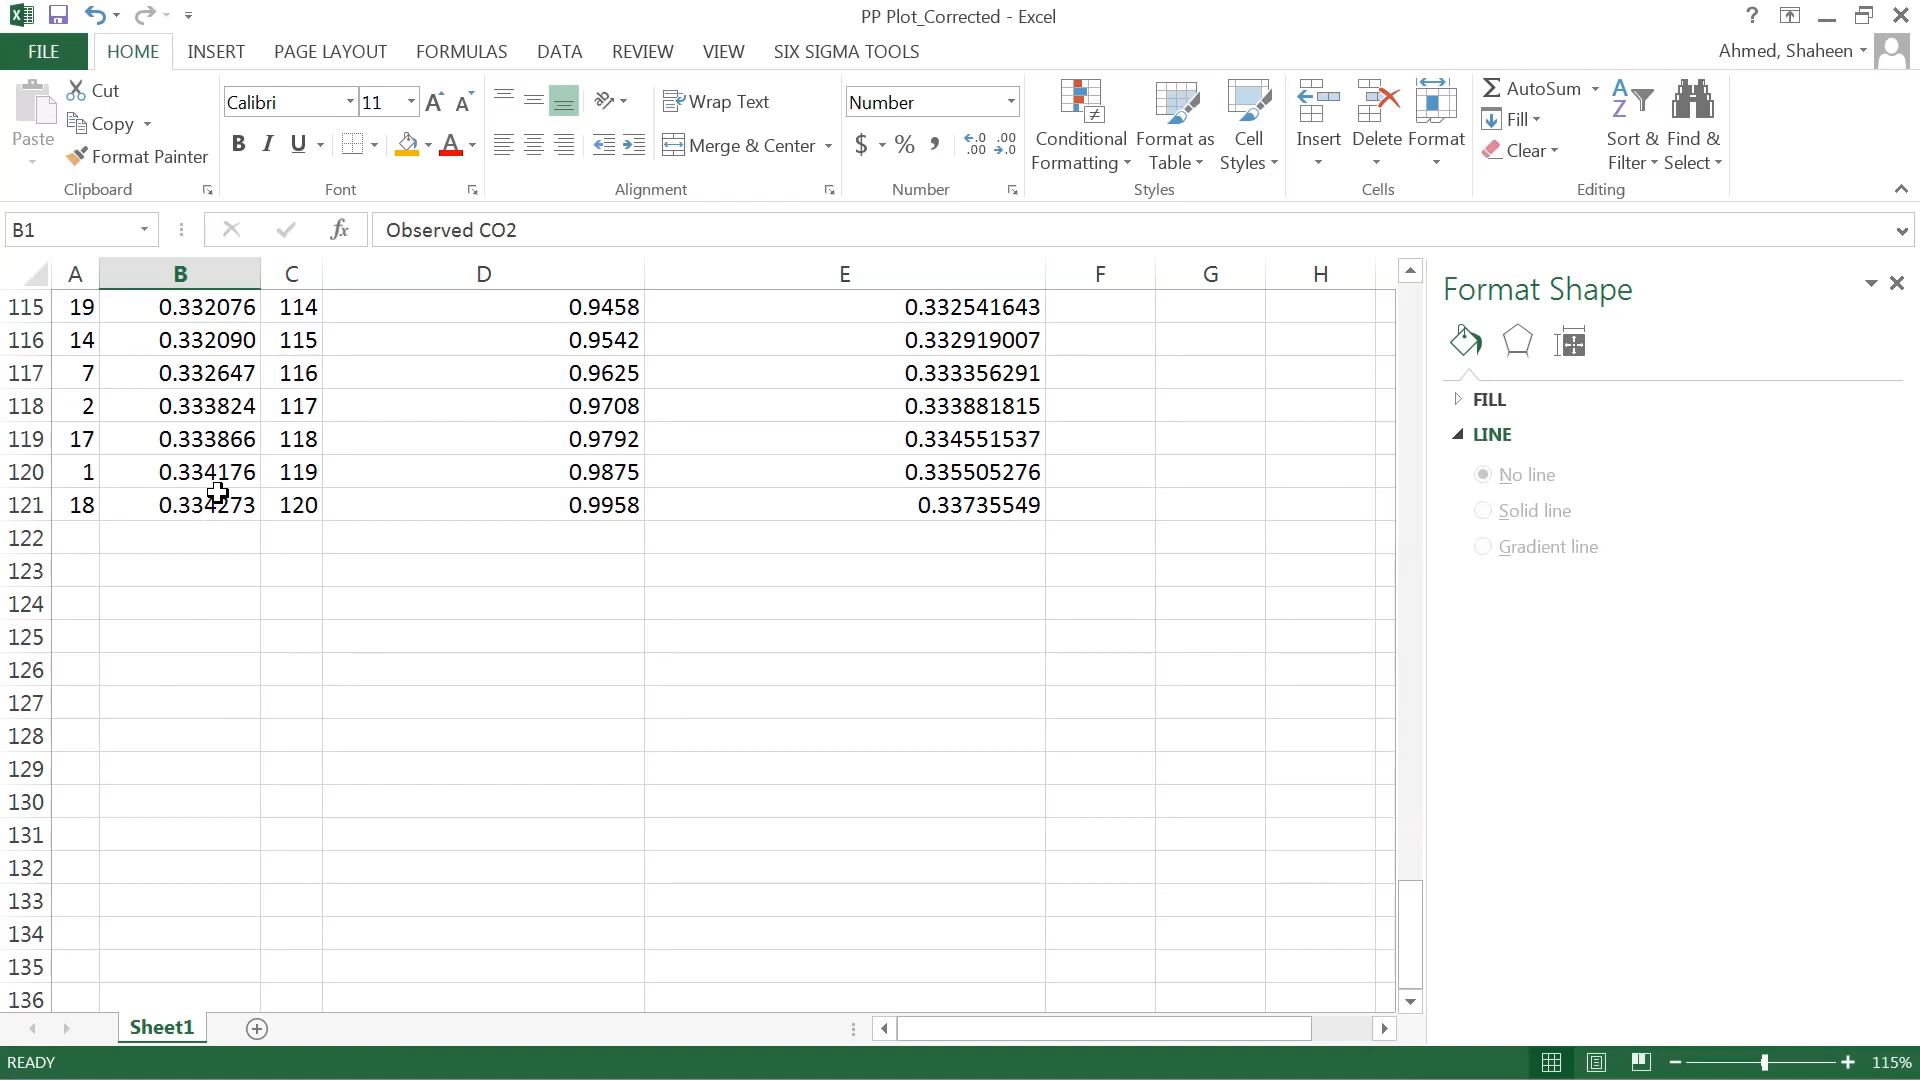 PP Plot_Corrected - Excel
?
FILE HOME INSERT PAGE LAYOUT FORMULAS DATA REVIEW VIEW SIX SIGMA TOOLS Ahmed, Shaheen
Paste
Cut
Copy
Format Painter
Clipboard
Calibri 11
B I U
Font
Wrap Text
Merge & Center
Alignment
Number
$ % ,
Number
Conditional Formatting
Format as Table
Cell Styles
Styles
Insert Delete Format
Cells
AutoSum
Fill
Clear
Sort & Filter
Find & Select
Editing
B1 fx Observed CO2
A B C D E F G H
115 19 0.332076 114 0.9458 0.332541643
116 14 0.332090 115 0.9542 0.332919007
117 7 0.332647 116 0.9625 0.333356291
118 2 0.333824 117 0.9708 0.333881815
119 17 0.333866 118 0.9792 0.334551537
120 1 0.334176 119 0.9875 0.335505276
121 18 0.334273 120 0.9958 0.33735549
122
123
124
125
126
127
128
129
130
131
132
133
134
135
136
Format Shape
FILL
LINE
No line
Solid line
Gradient line
Sheet1
READY 115%